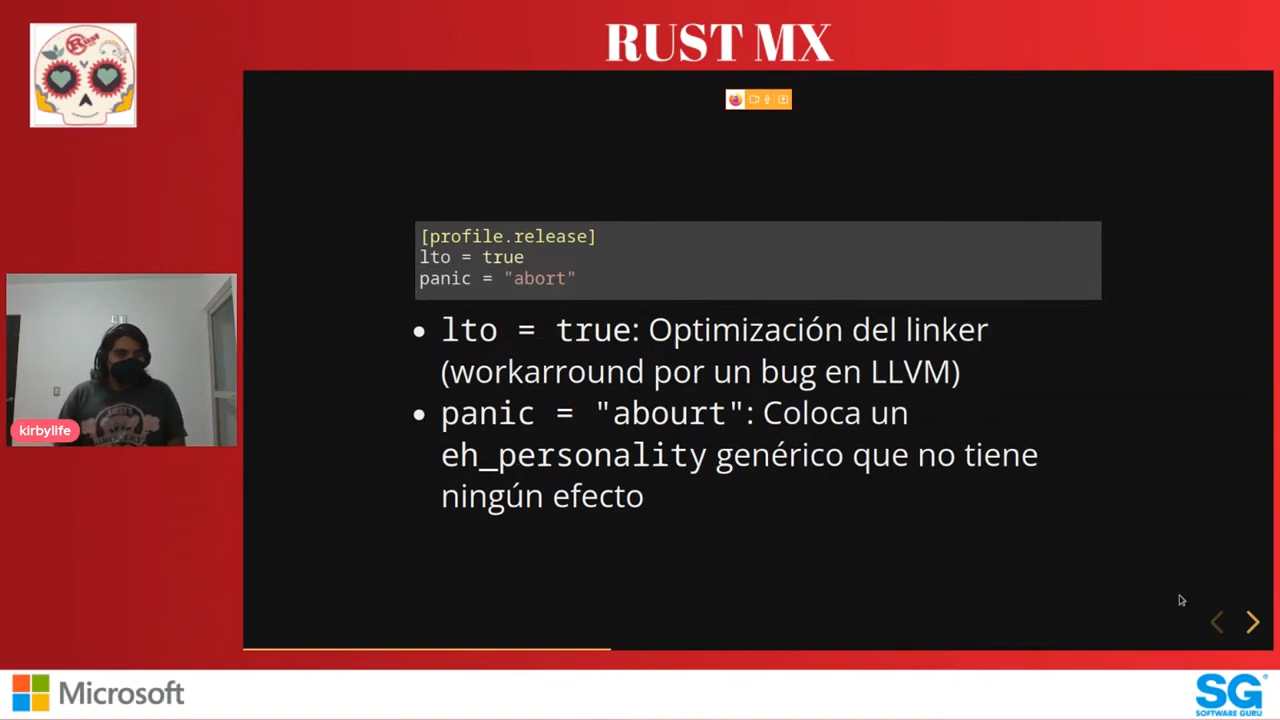 RUST MX
Rust
[profile.release]
lto = true
panic = "abort"
• lto = true: Optimización del linker
(workarround por un bug en LLVM)
• panic = "abourt": Coloca un
eh_personality genérico que no tiene
ningún efecto
kirbylife
Microsoft
SG
SOFTWARE GURU